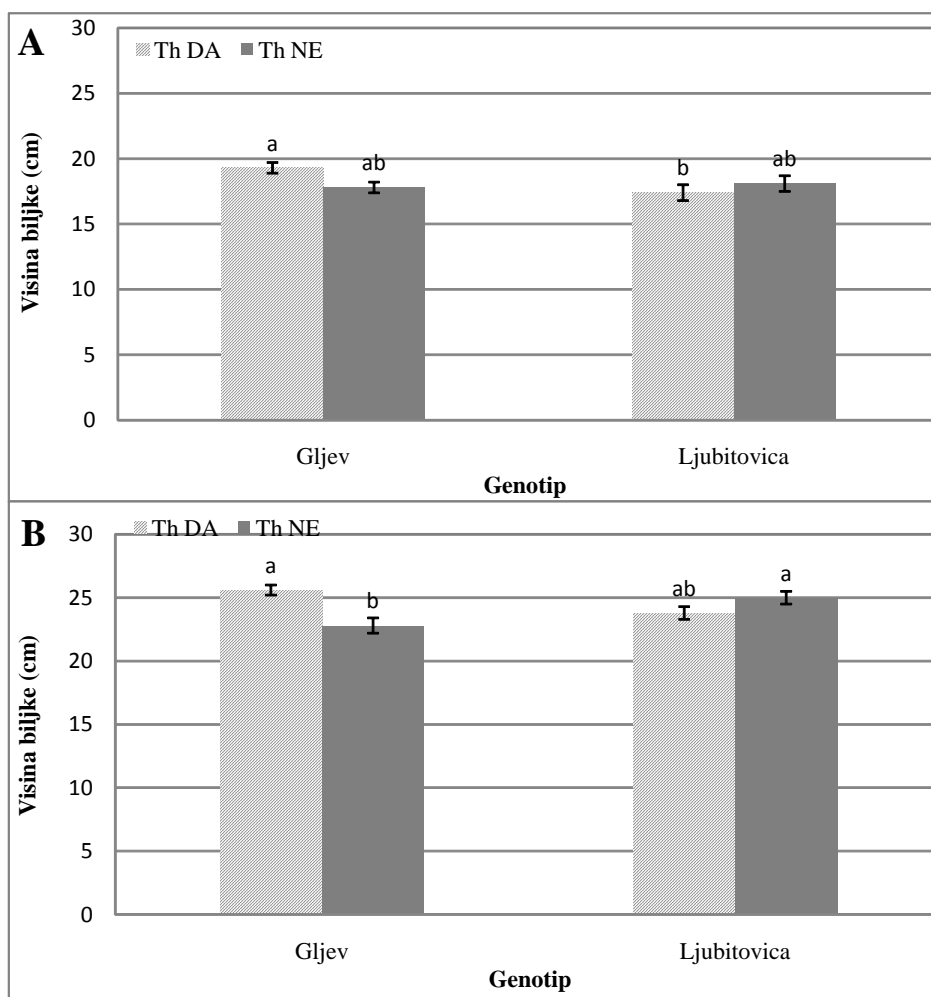 A
Th DA Th NE
Visina biljke (cm)
30
25
20
15
10
5
0
a
ab
b
ab
Gljev
Ljubitovica
Genotip
B
Th DA Th NE
Visina biljke (cm)
30
25
20
15
10
5
0
a
b
ab
a
Gljev
Ljubitovica
Genotip